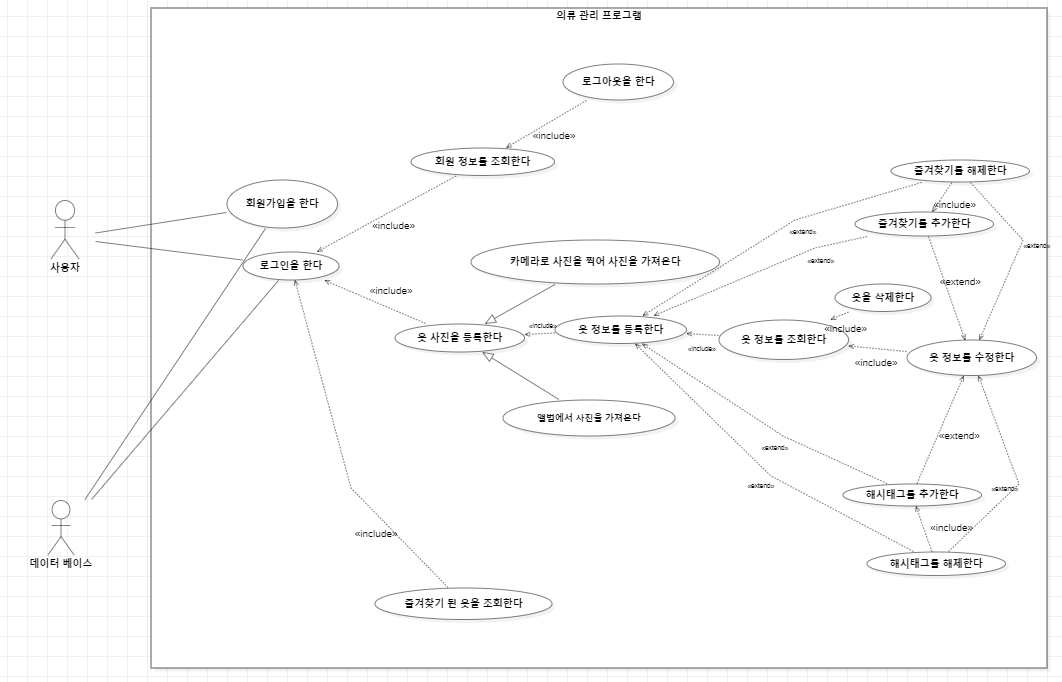 의류 관리 프로그램
로그아웃을 한다
«include»
회원 정보를 조회한다
즐겨찾기를 해제한다
회원가입을 한다
«include»
사용자
«include»
즐겨찾기를 추가한다
«extend»
«extend»
«extend»
로그인을 한다
카메라로 사진을 찍어 사진을 가져온다
«include»
«extend»
옷을 삭제한다
«include»
옷 사진을 등록한다
«include»
옷 정보를 등록한다
«include»
옷 정보를 조회한다
«include»
옷 정보를 수정한다
앨범에서 사진을 가져온다
«extend»
«extend»
«extend»
«extend»
해시태그를 추가한다
«include»
«include»
데이터 베이스
해시태그를 해제한다
즐겨찾기 된 옷을 조회한다